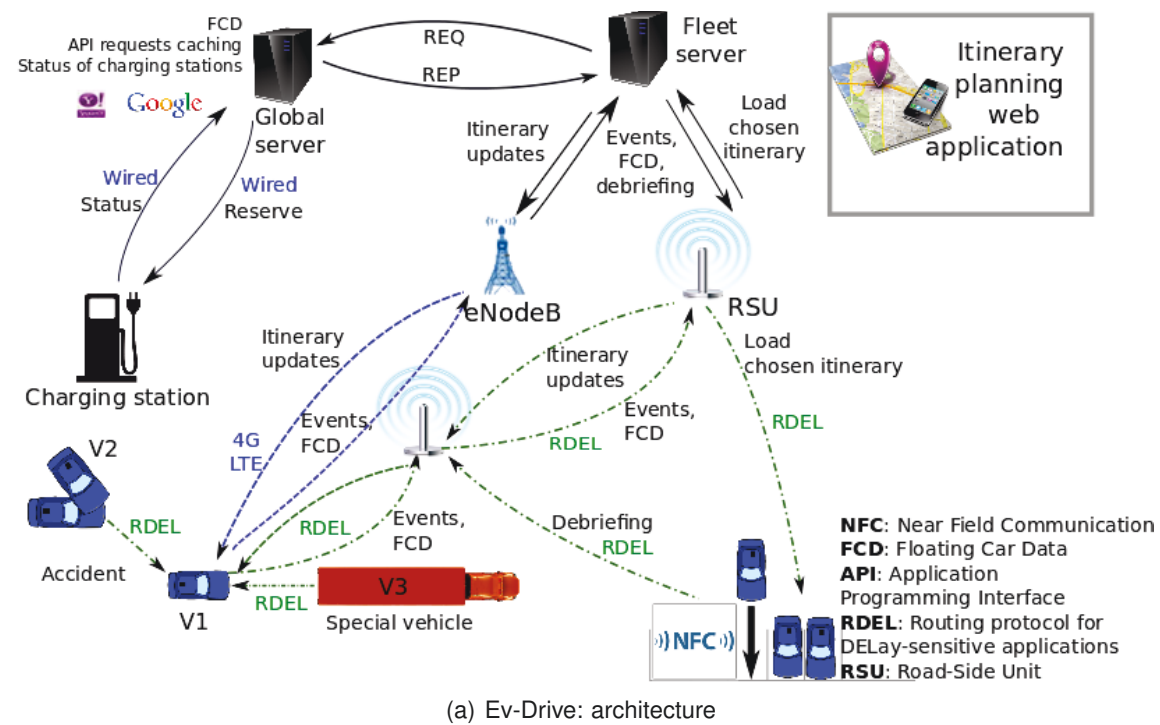 FCD
API requests caching
Status of charging stations
Y!
Google
Global
server
REQ
REP
Fleet
server
Itinerary
planning
web
application
Itinerary
updates
Events,
FCD,
debriefing
Load
chosen
itinerary
Wired
Status
Wired
Reserve
eNodeB
RSU
Charging station
Itinerary
updates
Events,
FCD
4G
LTE
Itinerary
updates
Events,
FCD
RDEL
Load
chosen itinerary
RDEL
V2
RDEL
Accident
V1
RDEL
Events,
FCD
RDEL
V3
Special vehicle
Debriefing
RDEL
NFC
NFC: Near Field Communication
FCD: Floating Car Data
API: Application
Programming Interface
RDEL: Routing protocol for
DELay-sensitive applications
RSU: Road-Side Unit
(a) Ev-Drive: architecture